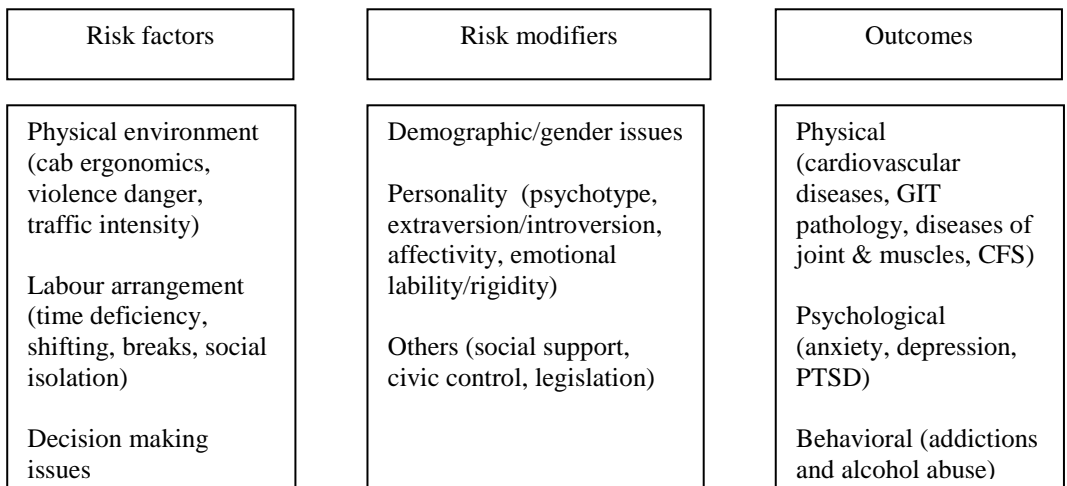 Risk factors
Risk modifiers
Outcomes
Physical environment
(cab ergonomics,
violence danger,
traffic intensity)
Labour arrangement
(time deficiency,
shifting, breaks, social
isolation)
Decision making
issues
Demographic/gender issues
Personality (psychotype,
extraversion/introversion,
affectivity, emotional
lability/rigidity)
Others (social support,
civic control, legislation)
Physical
(cardiovascular
diseases, GIT
pathology, diseases of
joint & muscles, CFS)
Psychological
(anxiety, depression,
PTSD)
Behavioral (addictions
and alcohol abuse)